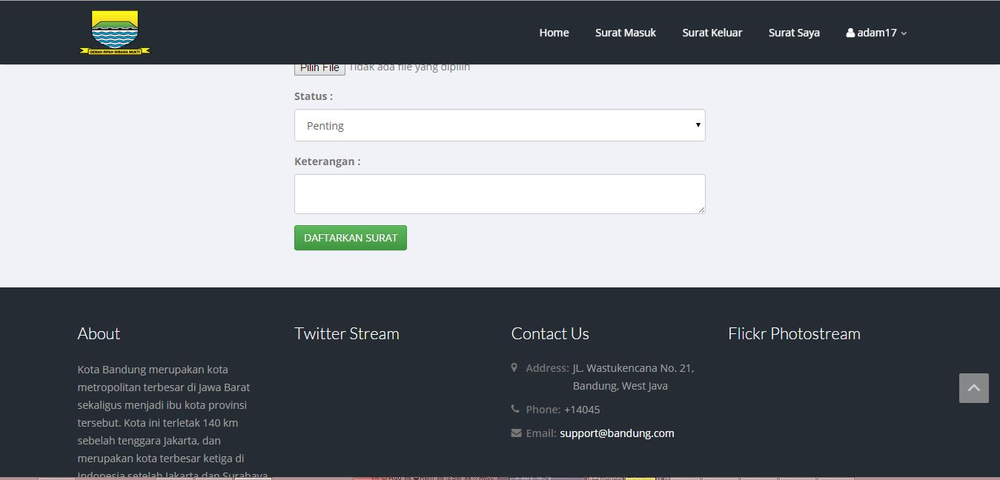 GEMAH RIPAH WIBAWA MUKTI
Home Surat Masuk Surat Keluar Surat Saya adam17
Pilih File Tidak ada file yang dipilih
Status :
Penting
Keterangan :
DAFTARKAN SURAT
About
Kota Bandung merupakan kota
metropolitan terbesar di Jawa Barat
sekaligus menjadi ibu kota provinsi
tersebut. Kota ini terletak 140 km
sebelah tenggara Jakarta, dan
merupakan kota terbesar ketiga di
Indonesia setelah Jakarta dan Surabaya
Twitter Stream
Contact Us
Address: JL. Wastukencana No. 21,
Bandung, West Java
Phone: +14045
Email: support@bandung.com
Flickr Photostream